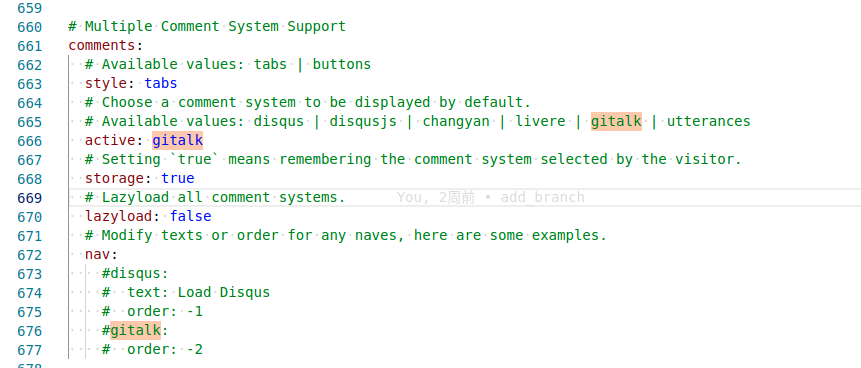 659
660 # Multiple Comment System Support
661 comments:
662 # Available values: tabs | buttons
663 style: tabs
664 # Choose a comment system to be displayed by default.
665 # Available values: disqus | disqusjs | changyan | livere | gitalk | utterances
666 active: gitalk
667 # Setting `true` means remembering the comment system selected by the visitor.
668 storage: true
669 # Lazyload all comment systems. You, 2周前 • add_branch
670 lazyload: false
671 # Modify texts or order for any naves, here are some examples.
672 nav:
673 #disqus:
674 #  text: Load Disqus
675 #  order: -1
676 #gitalk:
677 #  order: -2
678